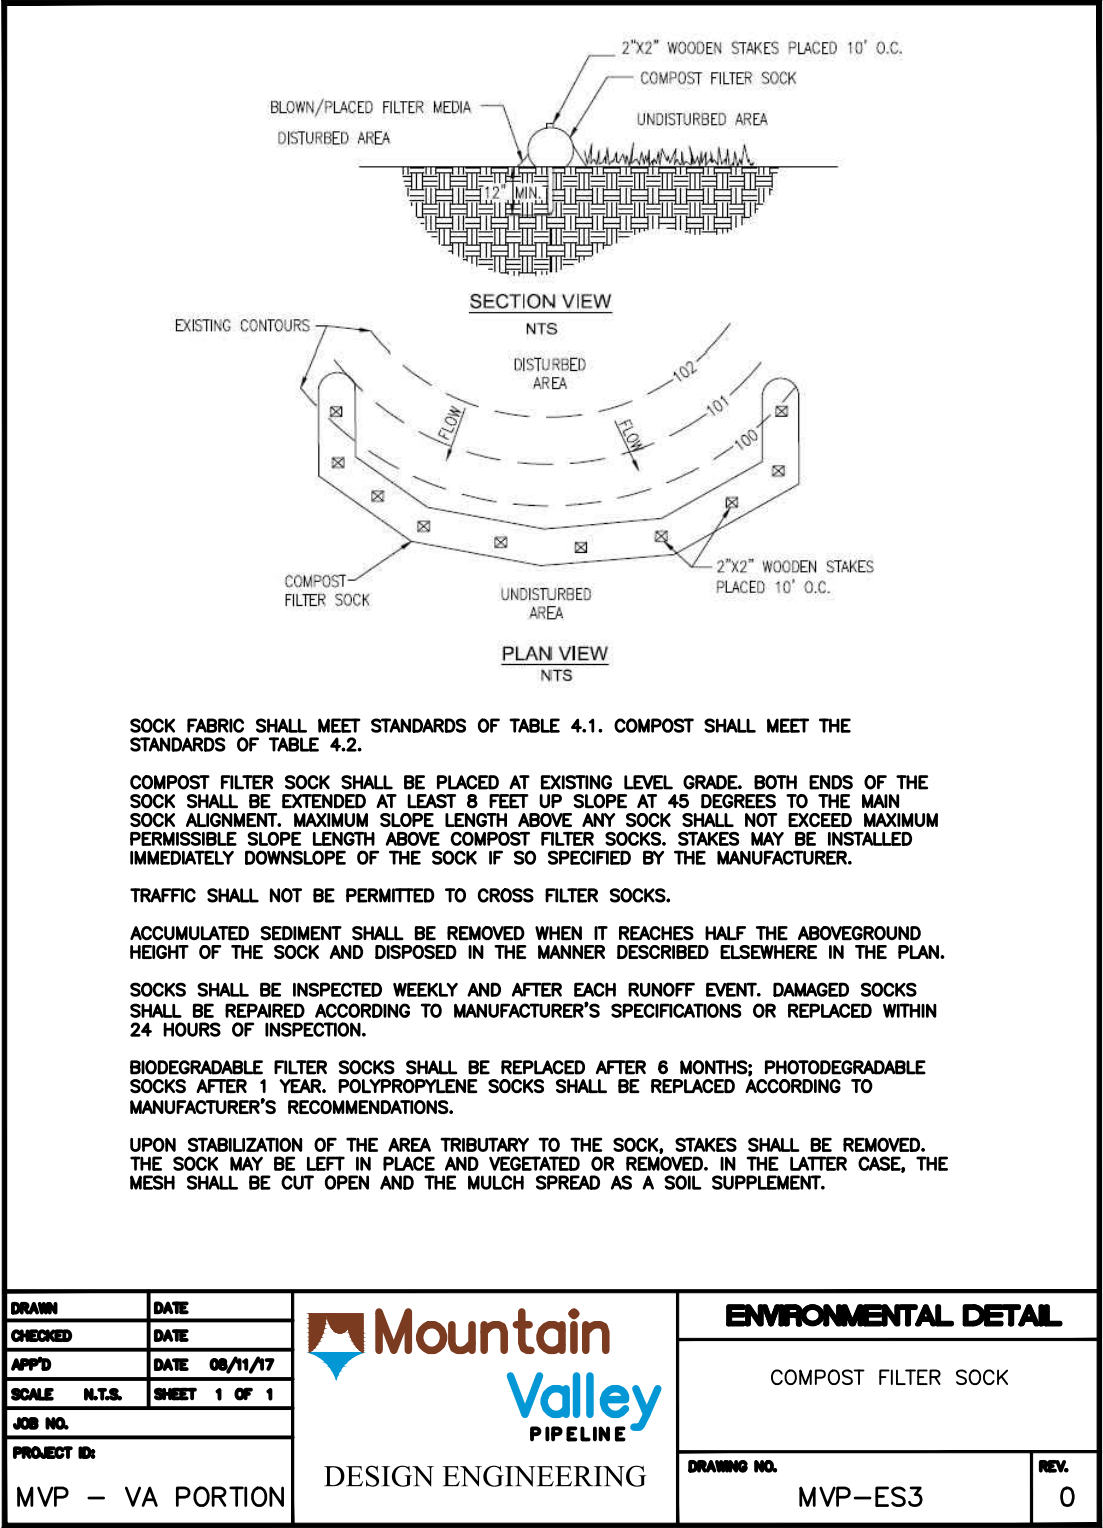 2"X2" WOODEN STAKES PLACED 10' O.C.
COMPOST FILTER SOCK
BLOWN/PLACED FILTER MEDIA
UNDISTURBED AREA
DISTURBED AREA
12" MIN.
SECTION VIEW
NTS
EXISTING CONTOURS
DISTURBED
AREA
102
101
100
FLOW
FLOW
2"X2" WOODEN STAKES
PLACED 10' O.C.
COMPOST
FILTER SOCK
UNDISTURBED
AREA
PLAN VIEW
NTS
SOCK FABRIC SHALL MEET STANDARDS OF TABLE 4.1. COMPOST SHALL MEET THE
STANDARDS OF TABLE 4.2.
COMPOST FILTER SOCK SHALL BE PLACED AT EXISTING LEVEL GRADE. BOTH ENDS OF THE
SOCK SHALL BE EXTENDED AT LEAST 8 FEET UP SLOPE AT 45 DEGREES TO THE MAIN
SOCK ALIGNMENT. MAXIMUM SLOPE LENGTH ABOVE ANY SOCK SHALL NOT EXCEED MAXIMUM
PERMISSIBLE SLOPE LENGTH ABOVE COMPOST FILTER SOCKS. STAKES MAY BE INSTALLED
IMMEDIATELY DOWNSLOPE OF THE SOCK IF SO SPECIFIED BY THE MANUFACTURER.
TRAFFIC SHALL NOT BE PERMITTED TO CROSS FILTER SOCKS.
ACCUMULATED SEDIMENT SHALL BE REMOVED WHEN IT REACHES HALF THE ABOVEGROUND
HEIGHT OF THE SOCK AND DISPOSED IN THE MANNER DESCRIBED ELSEWHERE IN THE PLAN.
SOCKS SHALL BE INSPECTED WEEKLY AND AFTER EACH RUNOFF EVENT. DAMAGED SOCKS
SHALL BE REPAIRED ACCORDING TO MANUFACTURER'S SPECIFICATIONS OR REPLACED WITHIN
24 HOURS OF INSPECTION.
BIODEGRADABLE FILTER SOCKS SHALL BE REPLACED AFTER 6 MONTHS; PHOTODEGRADABLE
SOCKS AFTER 1 YEAR. POLYPROPYLENE SOCKS SHALL BE REPLACED ACCORDING TO
MANUFACTURER'S RECOMMENDATIONS.
UPON STABILIZATION OF THE AREA TRIBUTARY TO THE SOCK, STAKES SHALL BE REMOVED.
THE SOCK MAY BE LEFT IN PLACE AND VEGETATED OR REMOVED. IN THE LATTER CASE, THE
MESH SHALL BE CUT OPEN AND THE MULCH SPREAD AS A SOIL SUPPLEMENT.
DRAWN DATE
CHECKED DATE
APP'D DATE 08/11/17
SCALE N.T.S. SHEET 1 OF 1
JOB NO.
PROJECT ID:
MVP - VA PORTION
Mountain
Valley
PIPELINE
DESIGN ENGINEERING
ENVIRONMENTAL DETAIL
COMPOST FILTER SOCK
DRAWING NO.
MVP-ES3
REV.
0